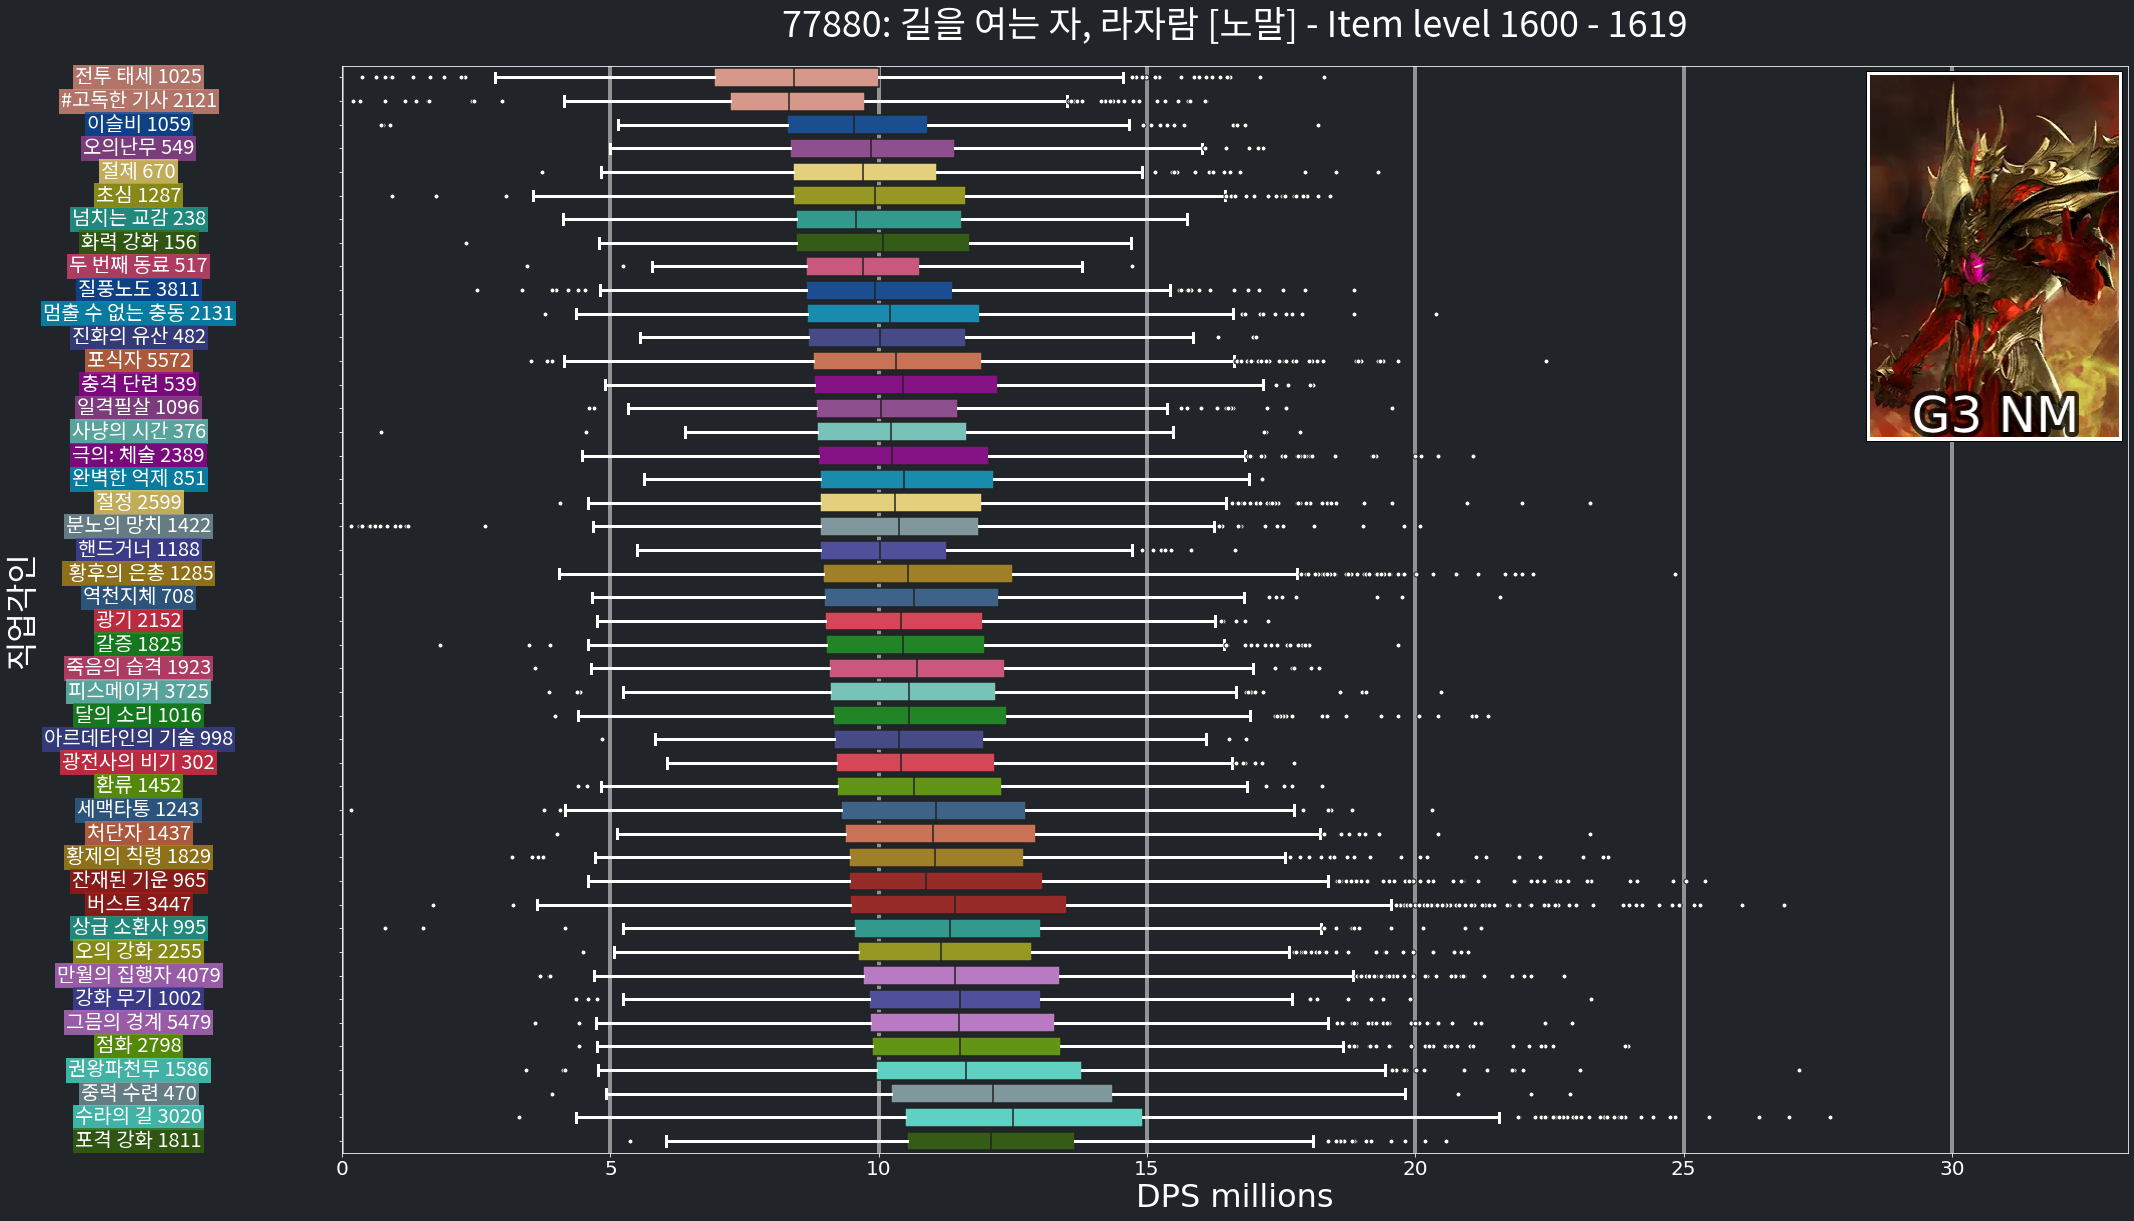 77880: 길을 여는 자, 라자람 [노말] - Item level 1600 - 1619
전투 태세 1025
#고독한 기사 2121
이슬비 1059
오의난무 549
절제 670
초심 1287
넘치는 교감 238
화력 강화 156
두 번째 동료 517
질풍노도 3811
멈출 수 없는 충동 2131
진화의 유산 482
포식자 5572
충격 단련 539
일격필살 1096
사냥의 시간 376
극의: 체술 2389
완벽한 억제 851
절정 2599
분노의 망치 1422
핸드거너 1188
황후의 은총 1285
역천지체 708
광기 2152
갈증 1825
죽음의 습격 1923
피스메이커 3725
달의 소리 1016
아르데타인의 기술 998
광전사의 비기 302
환류 1452
세맥타통 1243
처단자 1437
황제의 칙령 1829
잔재된 기운 965
버스트 3447
상급 소환사 995
오의 강화 2255
만월의 집행자 4079
강화 무기 1002
그믐의 경계 5479
점화 2798
권왕파천무 1586
중력 수련 470
수라의 길 3020
포격 강화 1811
직업각인
G3 NM
0 5 10 15 20 25 30
DPS millions